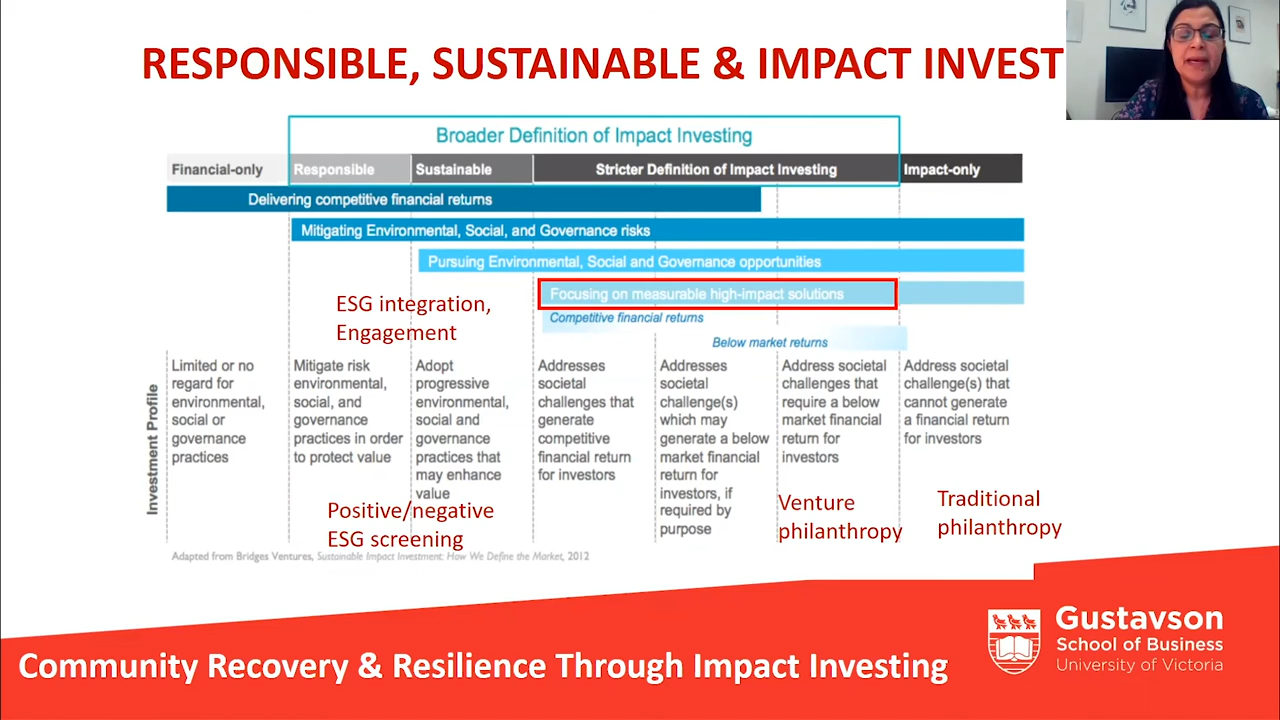 RESPONSIBLE, SUSTAINABLE & IMPACT INVEST
Broader Definition of Impact Investing
Financial-only
Responsible
Sustainable
Stricter Definition of Impact Investing
Impact-only
Delivering competitive financial returns
Mitigating Environmental, Social, and Governance risks
Pursuing Environmental, Social and Governance opportunities
Focusing on measurable high-impact solutions
Competitive financial returns
Below market returns
ESG integration,
Engagement
Investment Profile
Limited or no
regard for
environmental,
social or
governance
practices
Mitigate risk
environmental,
social, and
governance
practices in order
to protect value
Adopt
progressive
environmental,
social and
governance
practices that
may enhance
value
Addresses
societal
challenges that
generate
competitive
financial return
for investors
Addresses
societal
challenge(s)
which may
generate a below
market financial
return for
investors, if
required by
purpose
Address societal
challenges that
require a below
market financial
return for
investors
Address societal
challenge(s) that
cannot generate
a financial return
for investors
Positive/negative
ESG screening
Venture
philanthropy
Traditional
philanthropy
Adapted from Bridges Ventures, Sustainable Impact Investment: How We Define the Market, 2012
Community Recovery & Resilience Through Impact Investing
Gustavson
School of Business
University of Victoria